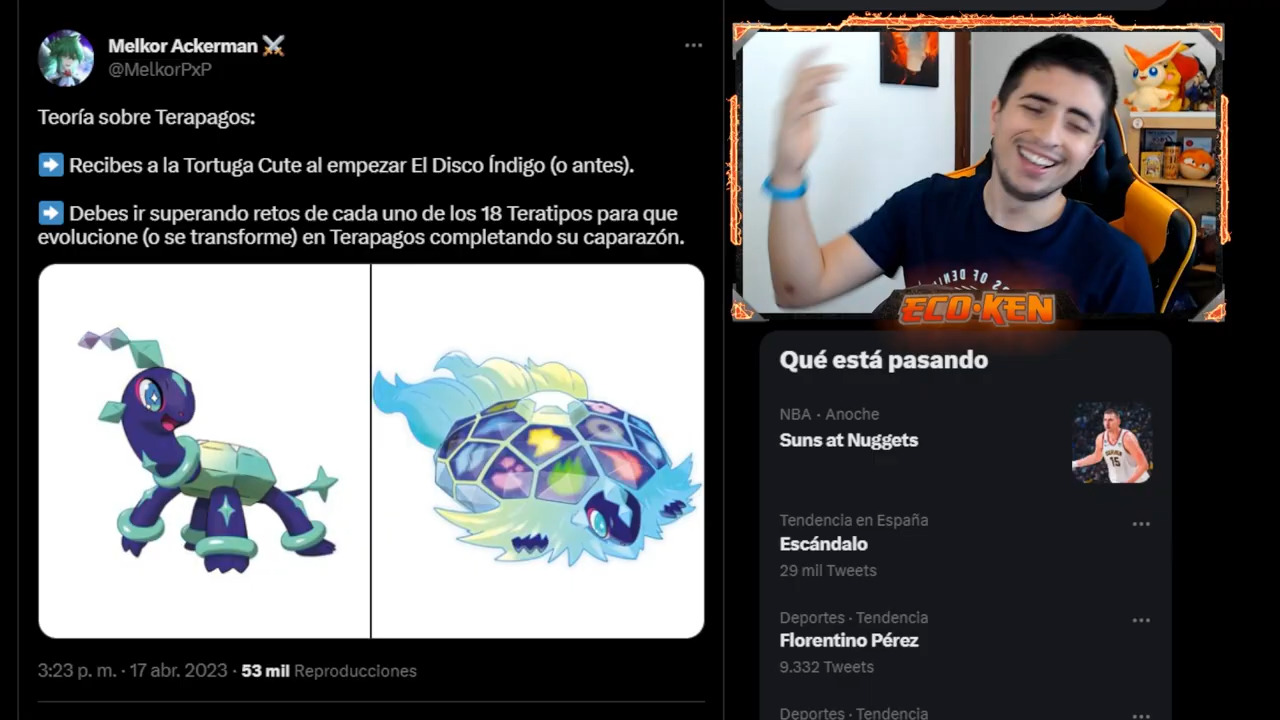 Melkor Ackerman
@MelkorPxP
Teoría sobre Terapagos:
Recibes a la Tortuga Cute al empezar El Disco Índigo (o antes).
Debes ir superando retos de cada uno de los 18 Teratipos para que
evolucione (o se transforme) en Terapagos completando su caparazón.
3:23 p. m. · 17 abr. 2023 · 53 mil Reproducciones
ECO·KEN
Qué está pasando
NBA · Anoche
Suns at Nuggets
15
Tendencia en España
Escándalo
29 mil Tweets
Deportes · Tendencia
Florentino Pérez
9.332 Tweets
Deportes · Tendencia